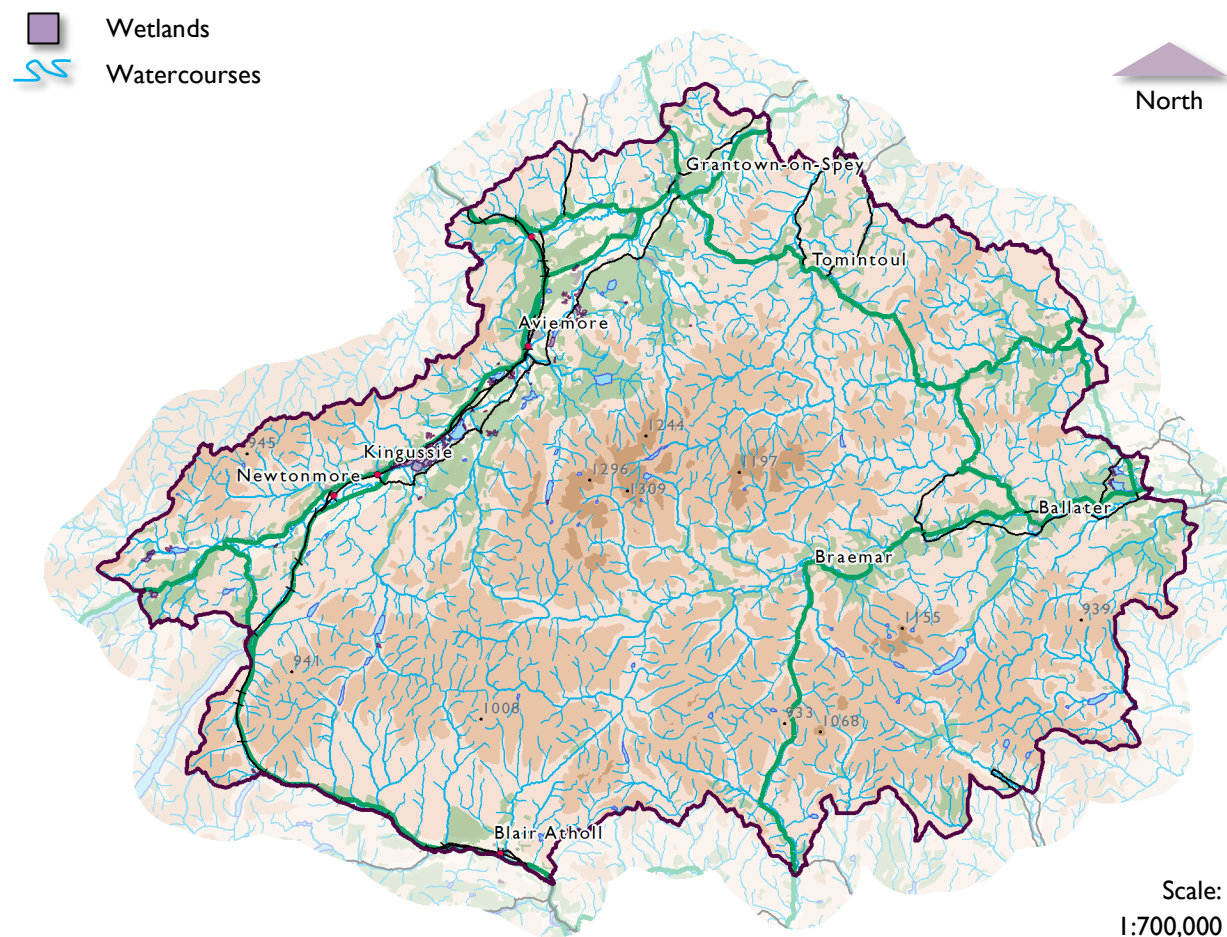 Wetlands
Watercourses
North
Grantown-on-Spey
Tomintoul
Aviemore
1244
945
Kingussie
Newtonmore
1296
1197
1309
Ballater
Braemar
1155
939
941
1008
933
1068
Blair Atholl
Scale:
1:700,000